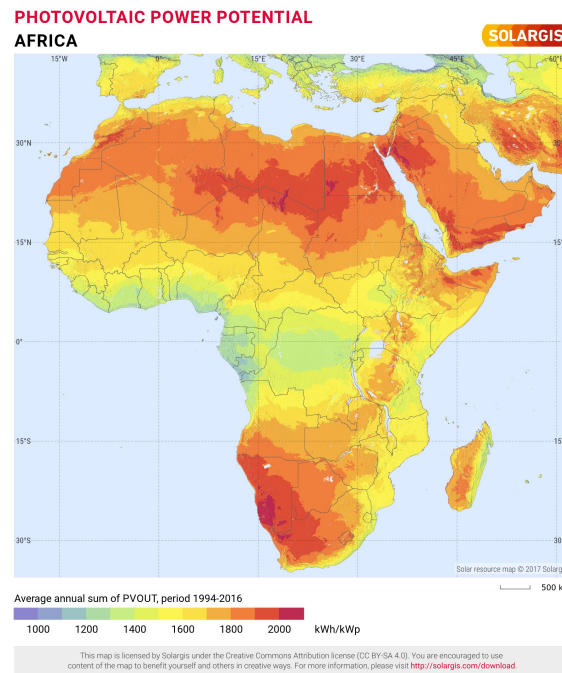 PHOTOVOLTAIC POWER POTENTIAL
AFRICA
SOLARGIS
15°W 0° 15°E 30°E 45°E 60°E
30°N
15°N 15°
0°
15°S 15°
30°S 30°
Solar resource map © 2017 Solarg
500 k
Average annual sum of PVOUT, period 1994-2016
1000 1200 1400 1600 1800 2000 kWh/kWp
This map is licensed by Solargis under the Creative Commons Attribution license (CC BY-SA 4.0). You are encouraged to use
content of the map to benefit yourself and others in creative ways. For more information, please visit http://solargis.com/download.